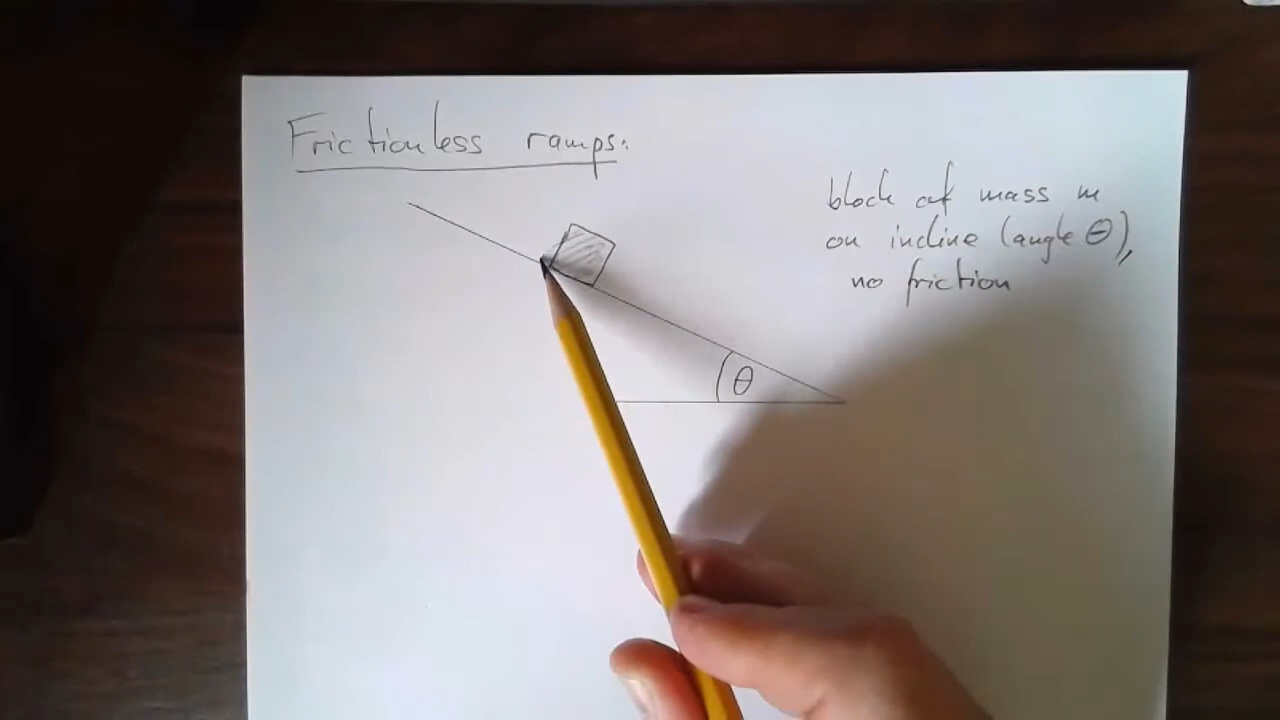 Frictionless ramps:
block of mass m
on incline (angle θ),
no friction
θ